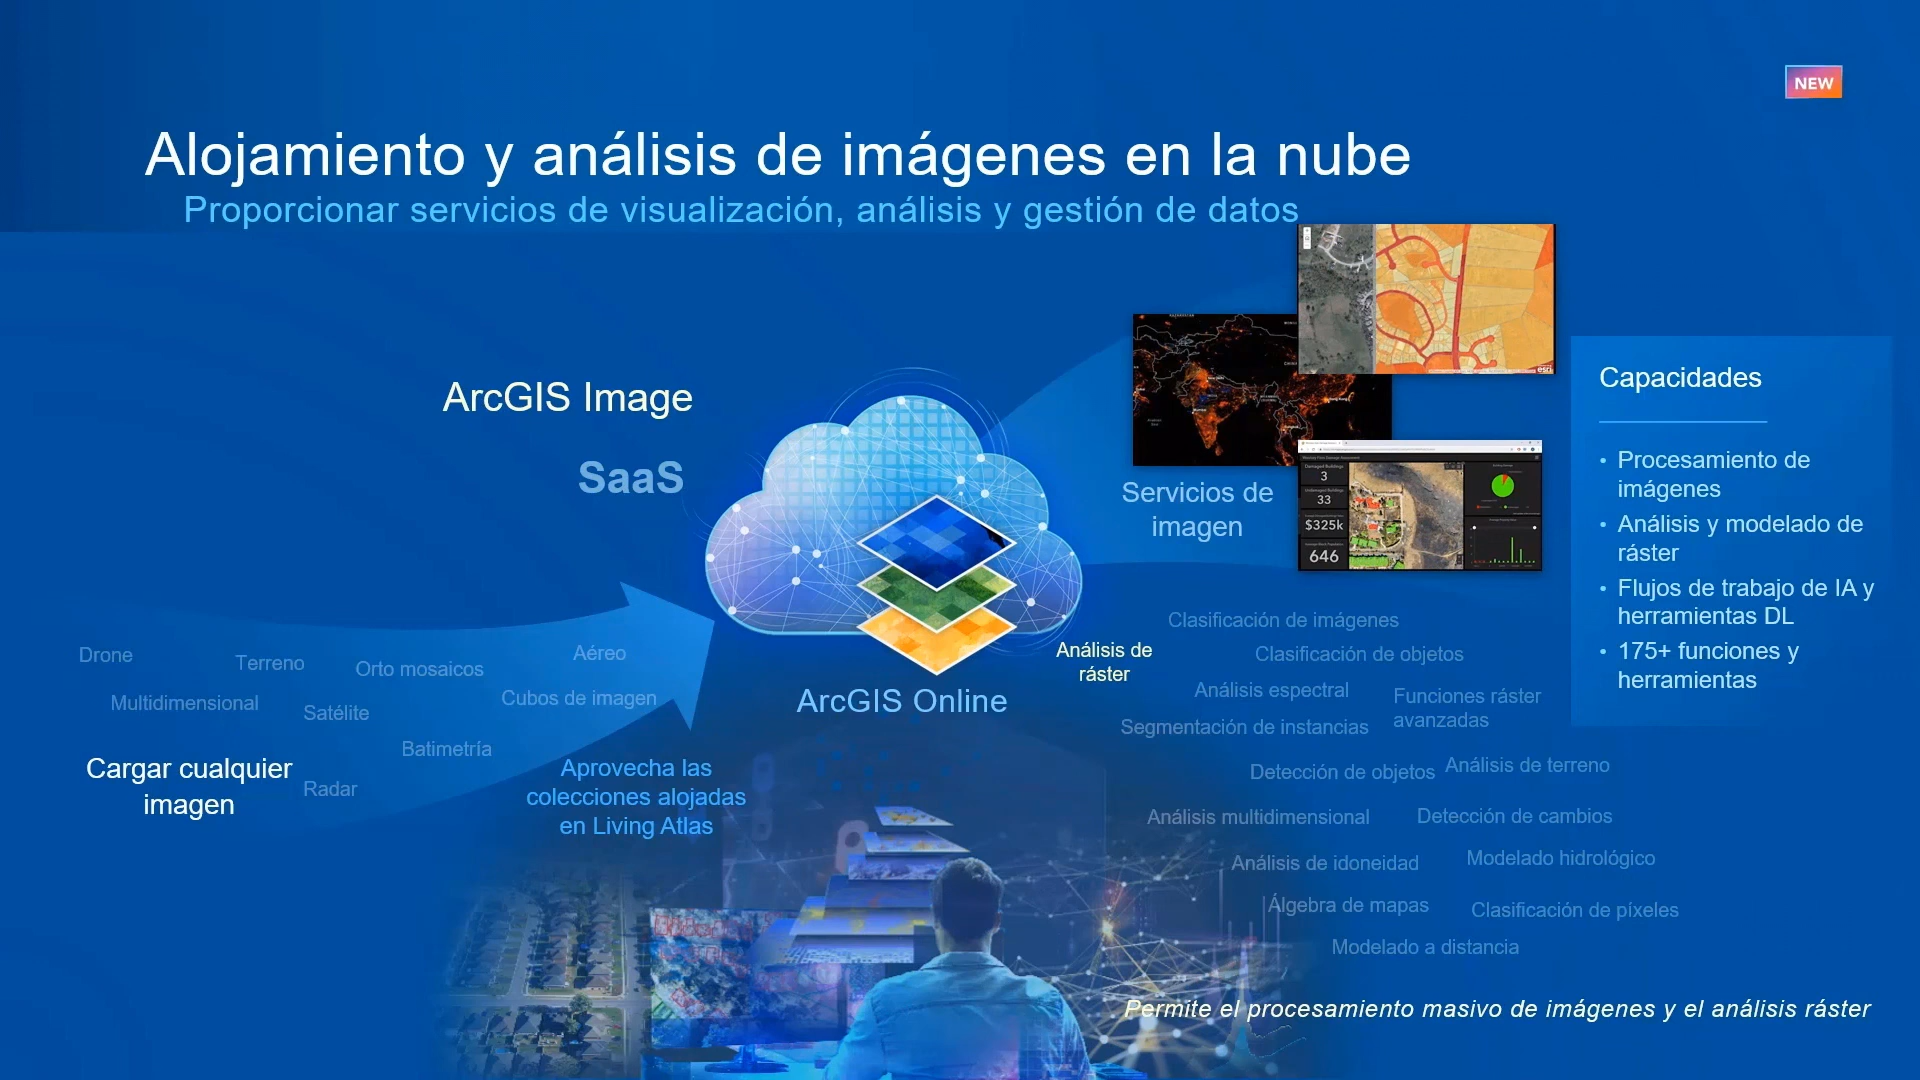 NEW
Alojamiento y análisis de imágenes en la nube
Proporcionar servicios de visualización, análisis y gestión de datos
ArcGIS Image
SaaS
Drone
Terreno
Orto mosaicos
Aéreo
Multidimensional
Satélite
Cubos de imagen
Batimetría
Radar
Cargar cualquier
imagen
ArcGIS Online
Aprovecha las
colecciones alojadas
en Living Atlas
Análisis de
ráster
Servicios de
imagen
esri
3
33
$325k
646
Clasificación de imágenes
Clasificación de objetos
Análisis espectral
Funciones ráster
avanzadas
Segmentación de instancias
Detección de objetos
Análisis de terreno
Análisis multidimensional
Detección de cambios
Análisis de idoneidad
Modelado hidrológico
Álgebra de mapas
Clasificación de píxeles
Modelado a distancia
Capacidades
• Procesamiento de
imágenes
• Análisis y modelado de
ráster
• Flujos de trabajo de IA y
herramientas DL
• 175+ funciones y
herramientas
Permite el procesamiento masivo de imágenes y el análisis ráster